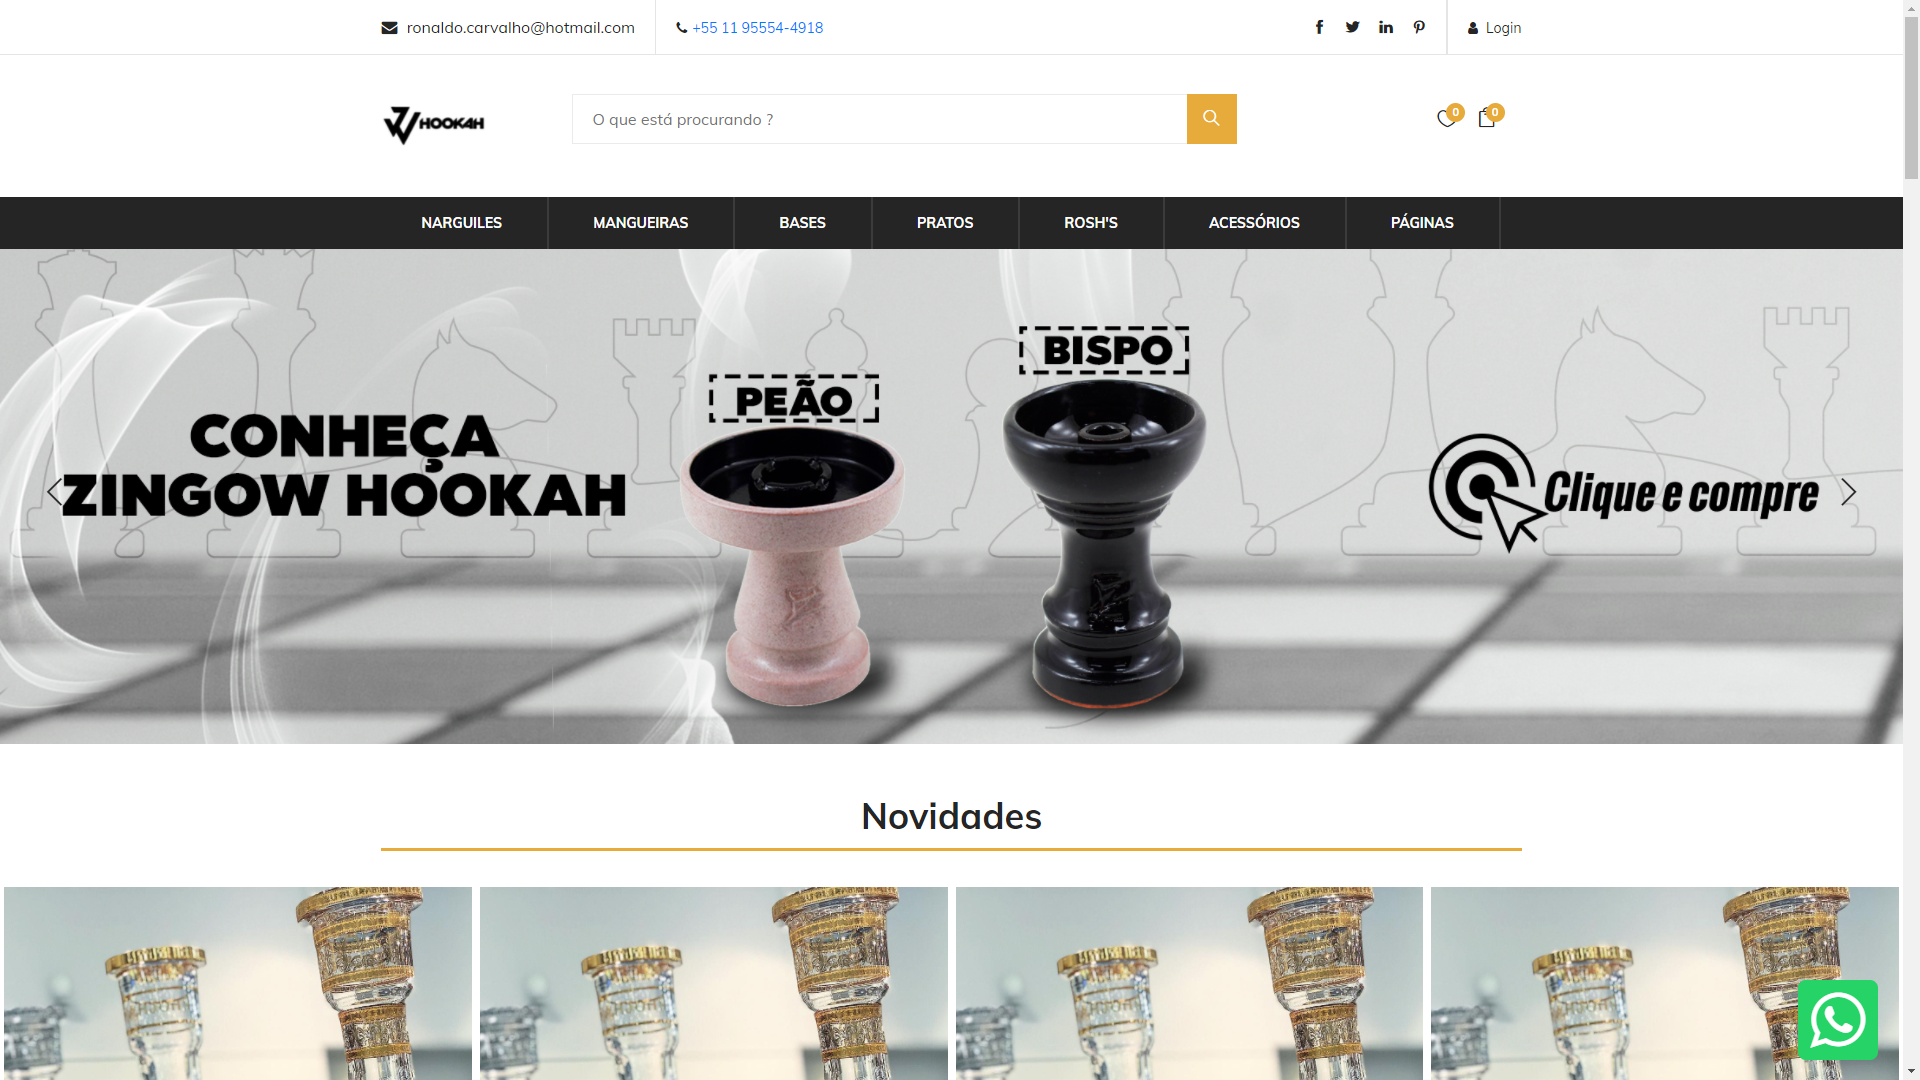 ronaldo.carvalho@hotmail.com
+55 11 95554-4918
Login
HOOKAH
O que está procurando ?
0
0
NARGUILES
MANGUEIRAS
BASES
PRATOS
ROSH'S
ACESSÓRIOS
PÁGINAS
BISPO
PEÃO
CONHEÇA
ZINGOW HOOKAH
Clique e compre
Novidades